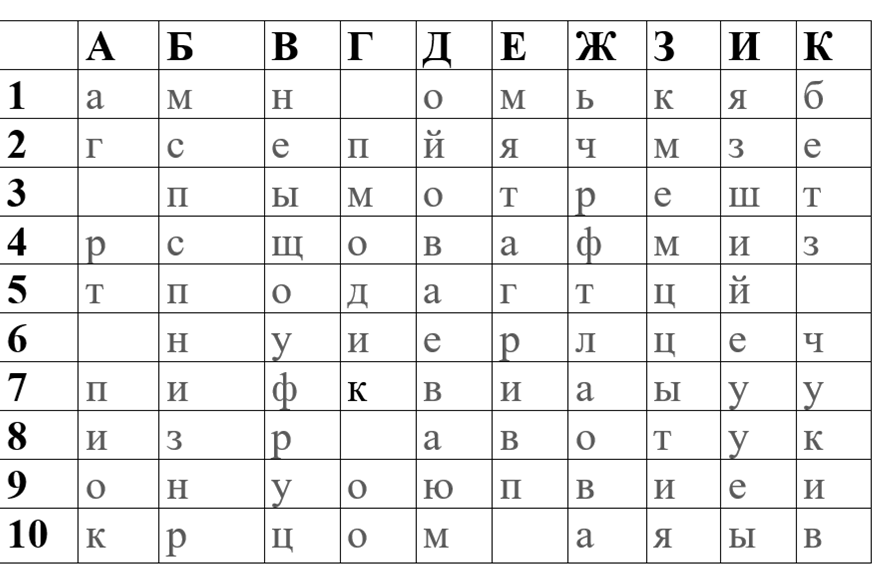 А Б В Г Д Е Ж З И К
1 а м н о м ь к я б
2 г с е п й я ч м з е
3 п ы м о т р е ш т
4 р с щ о в а ф м и з
5 т п о д а г т ц й
6 н у и е р л ц е ч
7 п и ф к в и а ы у у
8 и з р а в о т у к
9 о н у о ю п в и е и
10 к р ц о м а я ы в